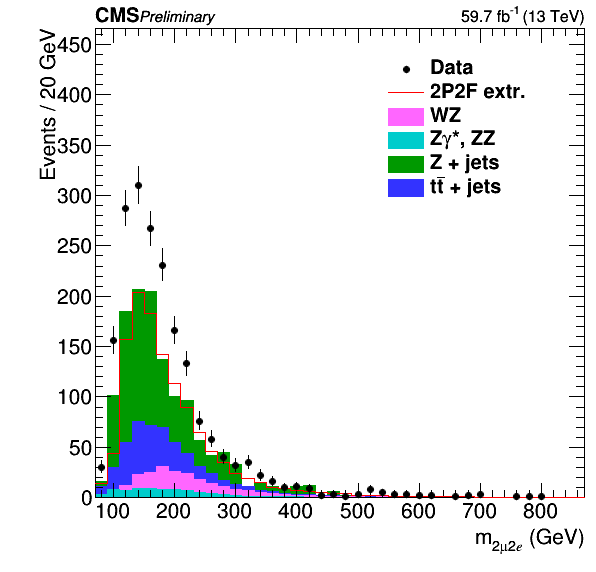 CMS Preliminary 59.7 fb⁻¹ (13 TeV)
Events / 20 GeV
450
400
350
300
250
200
150
100
50
0
Data
2P2F extr.
WZ
Zγ*, ZZ
Z + jets
tt̄ + jets
100 200 300 400 500 600 700 800
m₂μ₂e (GeV)